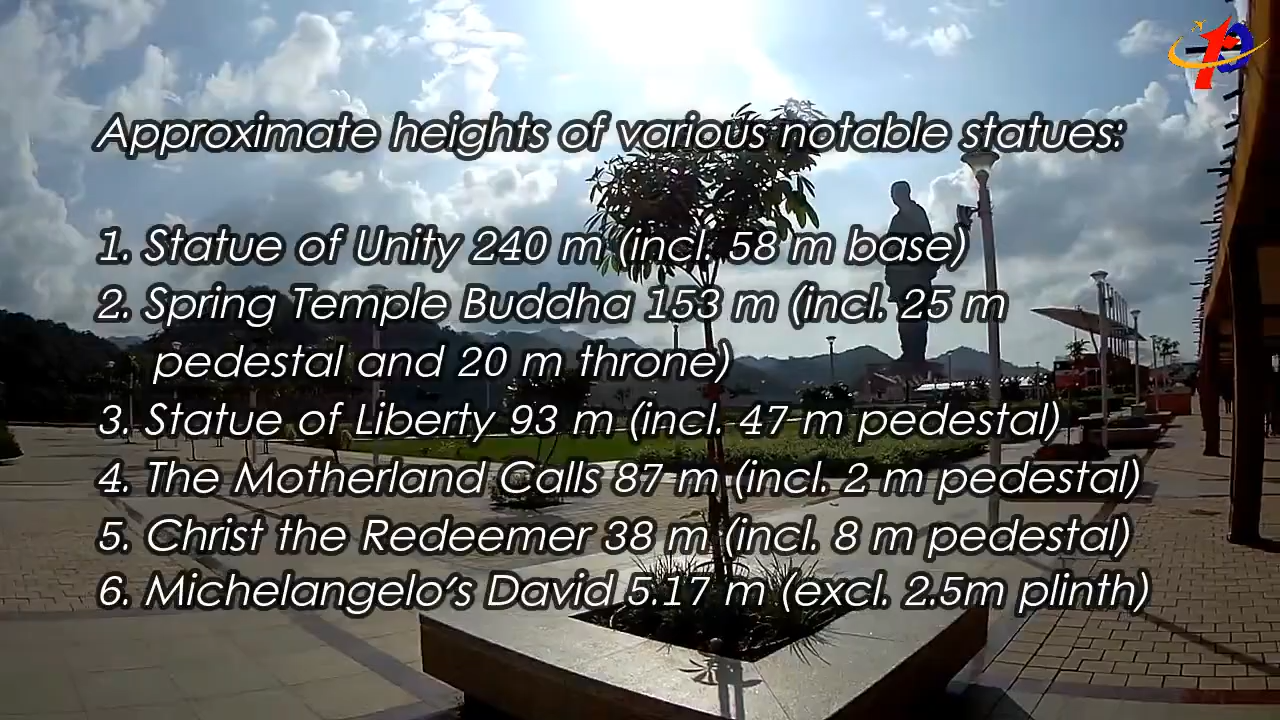 Approximate heights of various notable statues:
1. Statue of Unity 240 m (incl. 58 m base)
2. Spring Temple Buddha 153 m (incl. 25 m
pedestal and 20 m throne)
3. Statue of Liberty 93 m (incl. 47 m pedestal)
4. The Motherland Calls 87 m (incl. 2 m pedestal)
5. Christ the Redeemer 38 m (incl. 8 m pedestal)
6. Michelangelo's David 5.17 m (excl. 2.5m plinth)